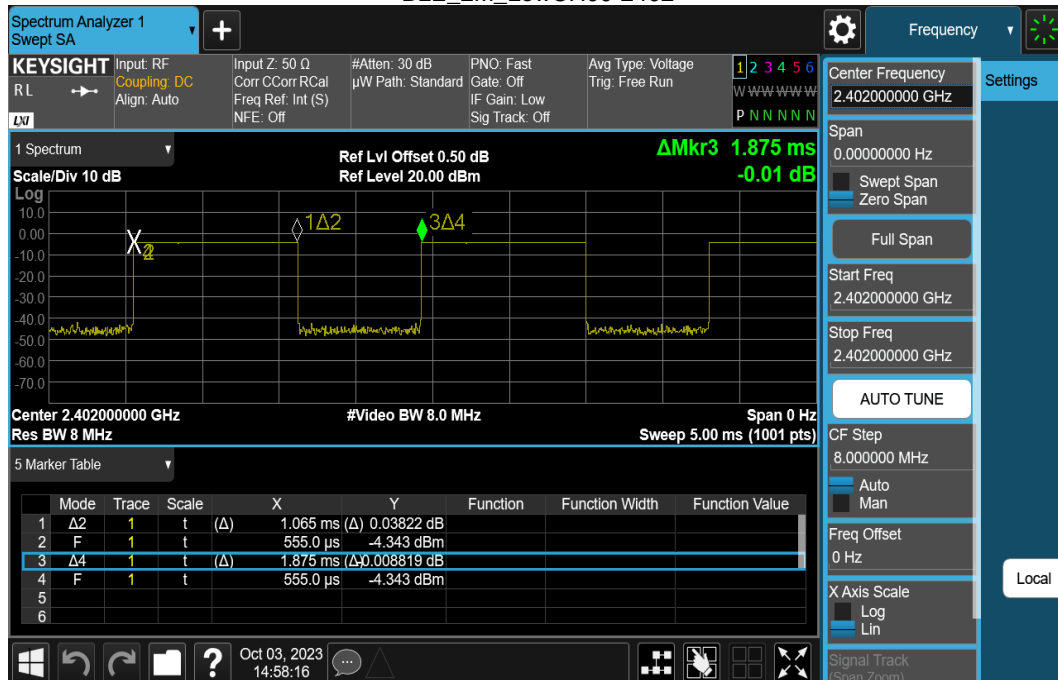 Spectrum Analyzer 1
Swept SA
Frequency
KEYSIGHT
RL
LXI
Input: RF
Coupling: DC
Align: Auto
Input Z: 50 Ω
Corr CCorr RCal
Freq Ref: Int (S)
NFE: Off
#Atten: 30 dB
µW Path: Standard
PNO: Fast
Gate: Off
IF Gain: Low
Sig Track: Off
Avg Type: Voltage
Trig: Free Run
1 2 3 4 5 6
W W W W W W
P N N N N N
Center Frequency
2.402000000 GHz
Settings
Span
0.00000000 Hz
Swept Span
Zero Span
Full Span
Start Freq
2.402000000 GHz
Stop Freq
2.402000000 GHz
AUTO TUNE
CF Step
8.000000 MHz
Auto
Man
Freq Offset
0 Hz
X Axis Scale
Log
Lin
Signal Track
(Span Zoom)
Local
1 Spectrum
Scale/Div 10 dB
Ref Lvl Offset 0.50 dB
Ref Level 20.00 dBm
ΔMkr3 1.875 ms
-0.01 dB
Log
10.0
0.00
-10.0
-20.0
-30.0
-40.0
-50.0
-60.0
-70.0
1Δ2
3Δ4
Center 2.402000000 GHz
Res BW 8 MHz
#Video BW 8.0 MHz
Span 0 Hz
Sweep 5.00 ms (1001 pts)
5 Marker Table
Mode Trace Scale X Y Function Function Width Function Value
1 Δ2 1 t (Δ) 1.065 ms (Δ) 0.03822 dB
2 F 1 t 555.0 µs -4.343 dBm
3 Δ4 1 t (Δ) 1.875 ms (Δ) -0.008819 dB
4 F 1 t 555.0 µs -4.343 dBm
5
6
?
Oct 03, 2023
14:58:16